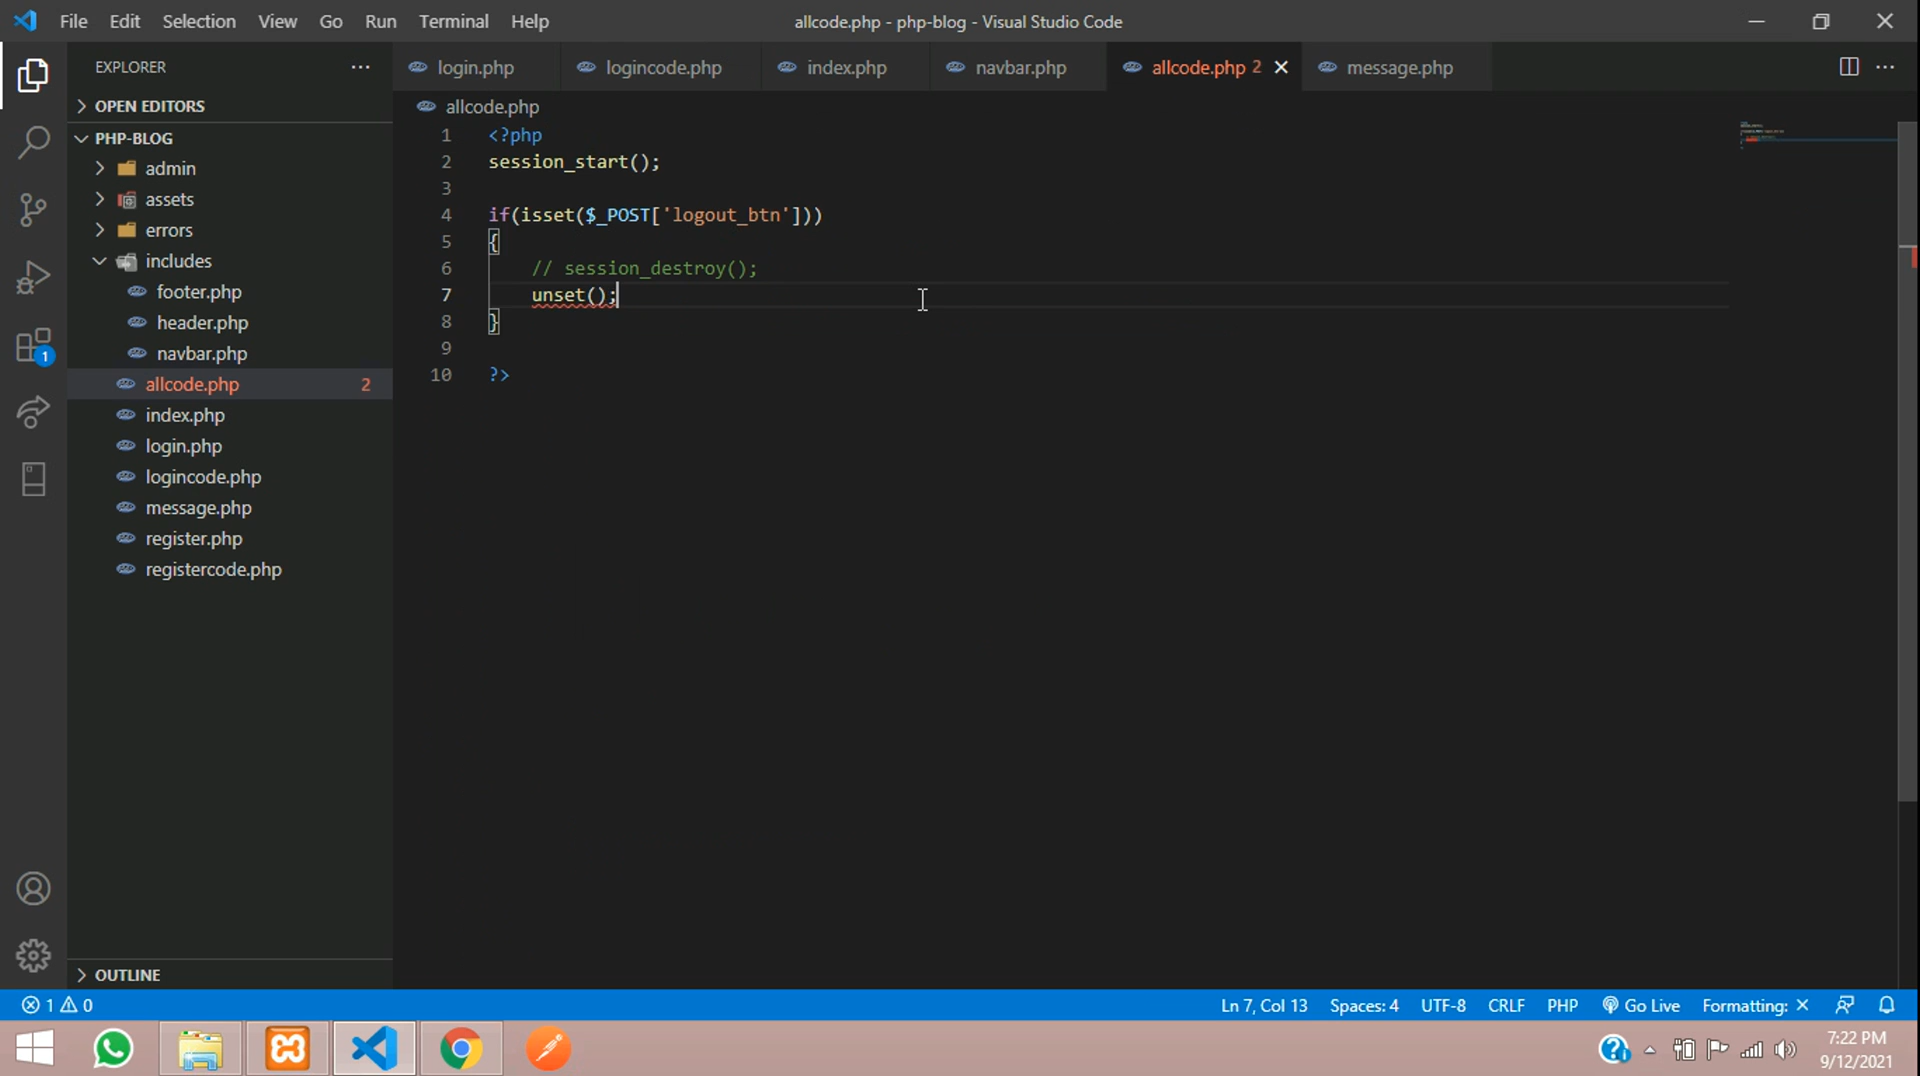 File Edit Selection View Go Run Terminal Help
allcode.php - php-blog - Visual Studio Code
EXPLORER
login.php
logincode.php
index.php
navbar.php
allcode.php 2
message.php
OPEN EDITORS
PHP-BLOG
admin
assets
errors
includes
footer.php
header.php
navbar.php
allcode.php 2
index.php
login.php
logincode.php
message.php
register.php
registercode.php
OUTLINE
allcode.php
1 <?php
2 session_start();
3
4 if(isset($_POST['logout_btn']))
5 {
6 // session_destroy();
7 unset();
8 }
9
10 ?>
1
1 0
Ln 7, Col 13 Spaces: 4 UTF-8 CRLF PHP Go Live Formatting: ×
7:22 PM
9/12/2021